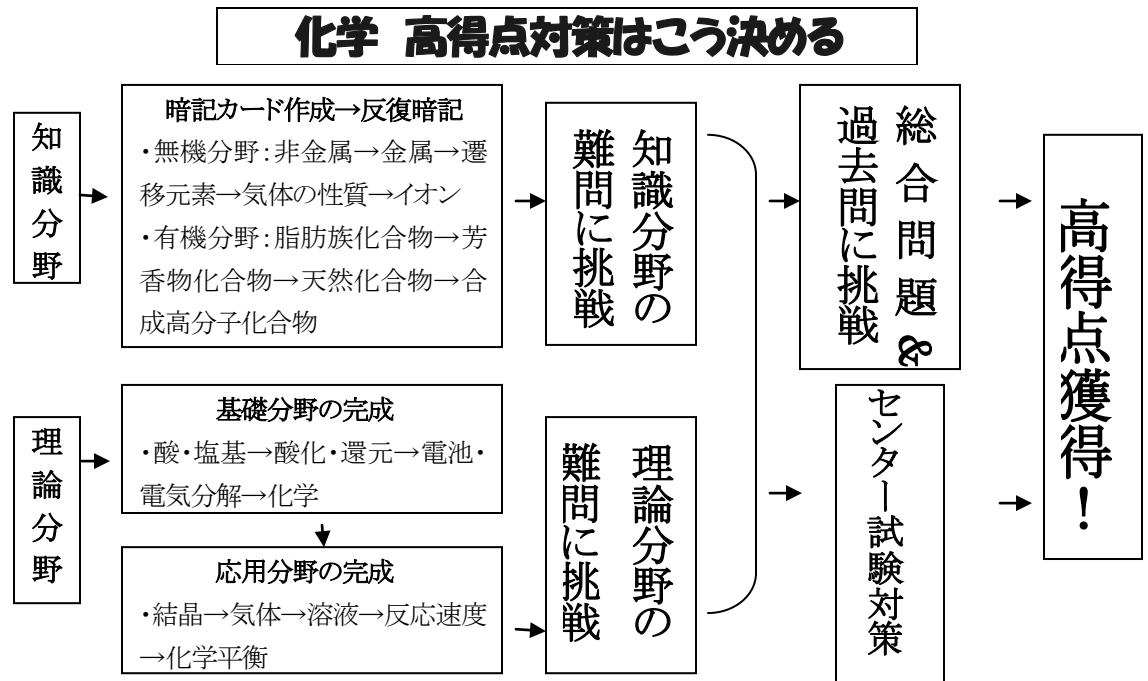 化学 高得点対策はこう決める
知識分野
暗記カード作成→反復暗記
・無機分野：非金属→金属→遷
移元素→気体の性質→イオン
・有機分野：脂肪族化合物→芳
香物化合物→天然化合物→合
成高分子化合物
知識分野の
難問に挑戦
理論分野
基礎分野の完成
・酸・塩基→酸化・還元→電池・
電気分解→化学
応用分野の完成
・結晶→気体→溶液→反応速度
→化学平衡
理論分野の
難問に挑戦
総合問題＆
過去問に挑戦
センター試験対策
高得点獲得！